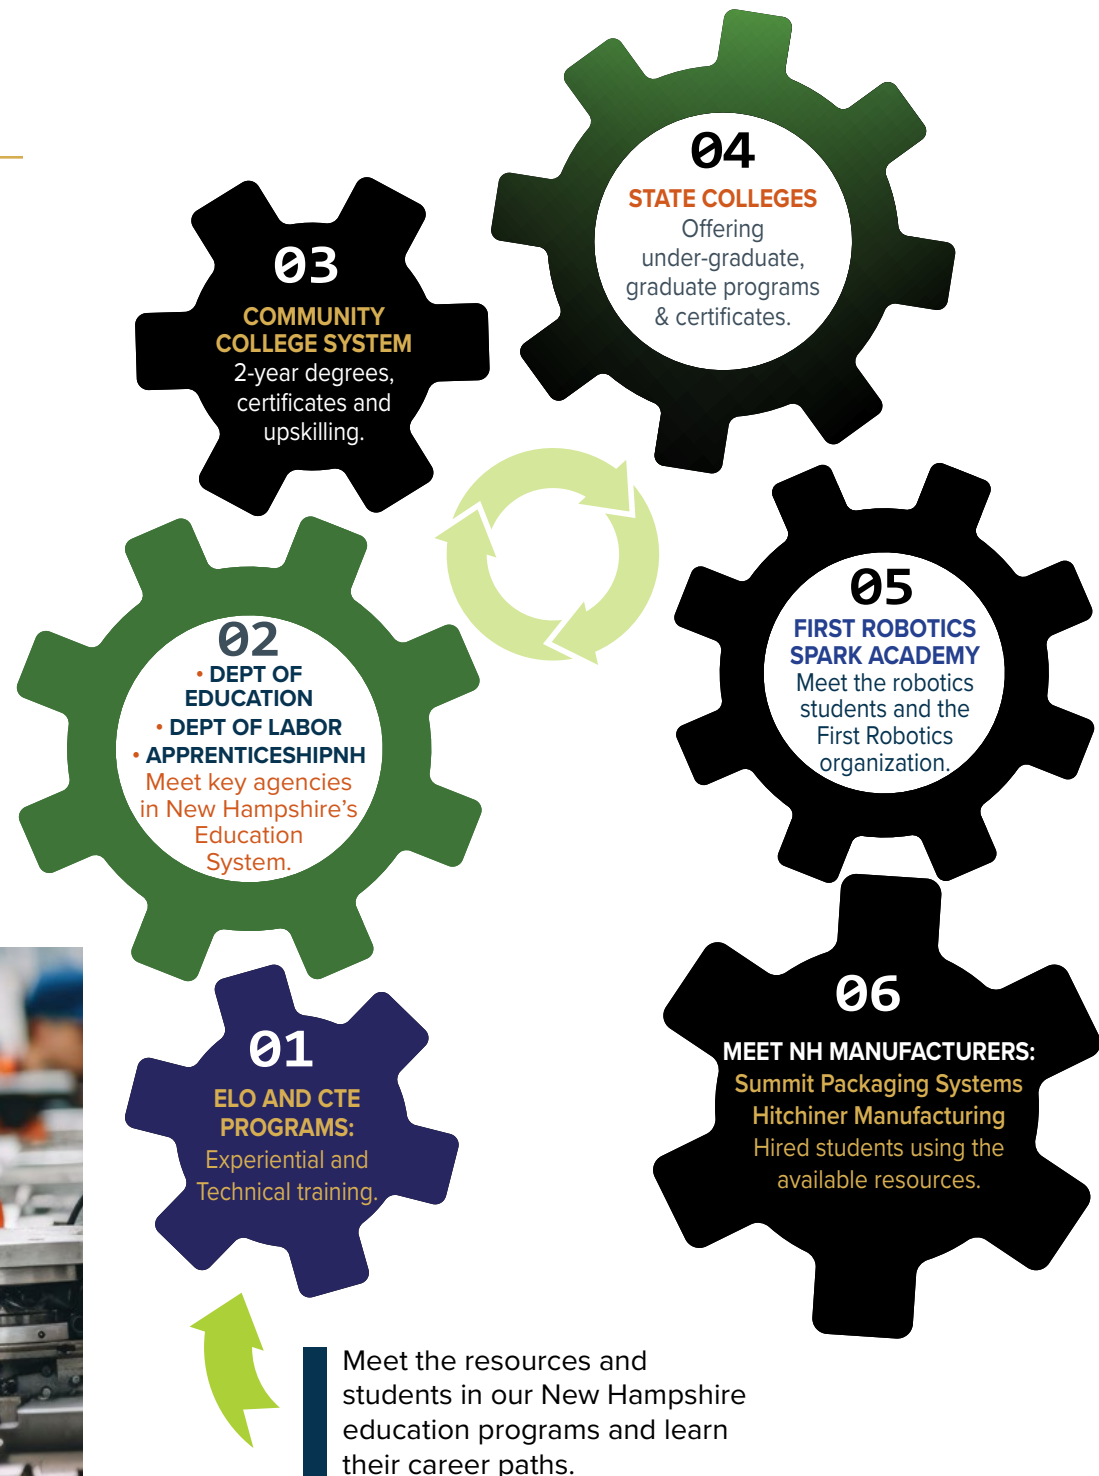 04
STATE COLLEGES
Offering
under-graduate,
graduate programs
& certificates.
03
COMMUNITY
COLLEGE SYSTEM
2-year degrees,
certificates and
upskilling.
05
FIRST ROBOTICS
SPARK ACADEMY
Meet the robotics
students and the
First Robotics
organization.
02
• DEPT OF
EDUCATION
• DEPT OF LABOR
• APPRENTICESHIPNH
Meet key agencies
in New Hampshire’s
Education
System.
06
MEET NH MANUFACTURERS:
Summit Packaging Systems
Hitchiner Manufacturing
Hired students using the
available resources.
01
ELO AND CTE
PROGRAMS:
Experiential and
Technical training.
Meet the resources and
students in our New Hampshire
education programs and learn
their career paths.